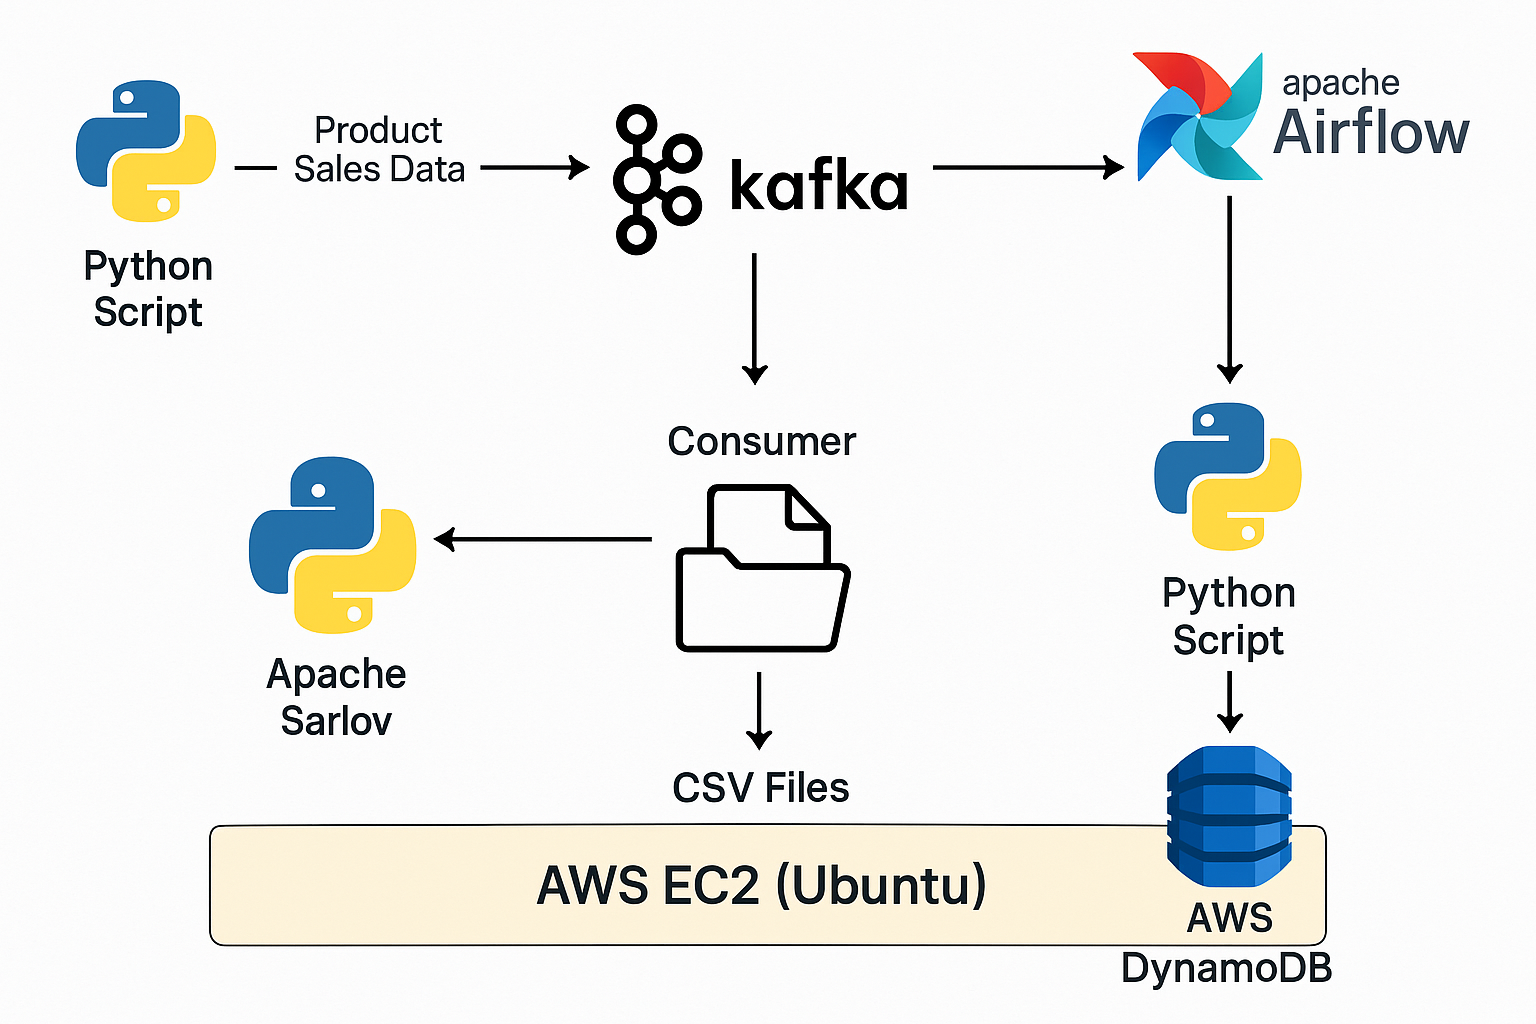 Product
Sales Data
kafka
apache
Airflow
Python
Script
Consumer
Python
Script
Apache
Sarlov
CSV Files
AWS EC2 (Ubuntu)
AWS
DynamoDB